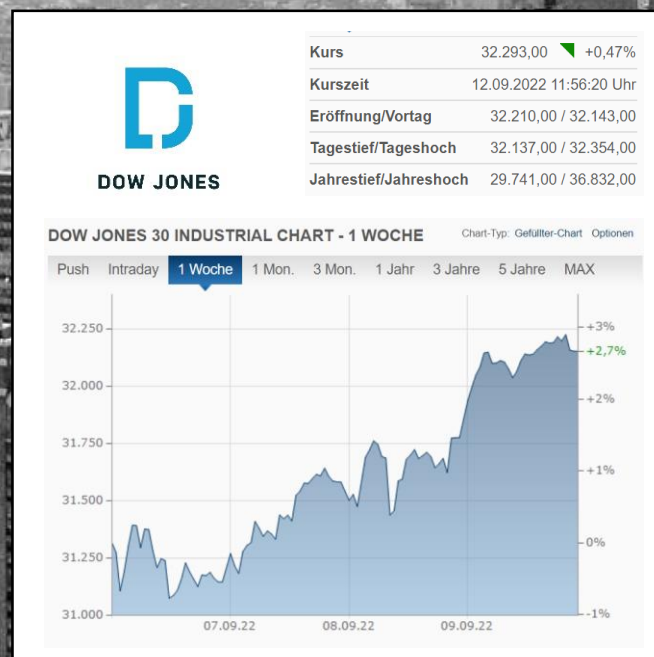 DOW JONES
Kurs 32.293,00 +0,47%
Kurszeit 12.09.2022 11:56:20 Uhr
Eröffnung/Vortag 32.210,00 / 32.143,00
Tagestief/Tageshoch 32.137,00 / 32.354,00
Jahrestief/Jahreshoch 29.741,00 / 36.832,00
DOW JONES 30 INDUSTRIAL CHART - 1 WOCHE Chart-Typ: Gefüllter-Chart Optionen
Push Intraday 1 Woche 1 Mon. 3 Mon. 1 Jahr 3 Jahre 5 Jahre MAX
32.250 +3%
+2,7%
32.000 +2%
31.750
+1%
31.500
0%
31.250
31.000 -1%
07.09.22 08.09.22 09.09.22